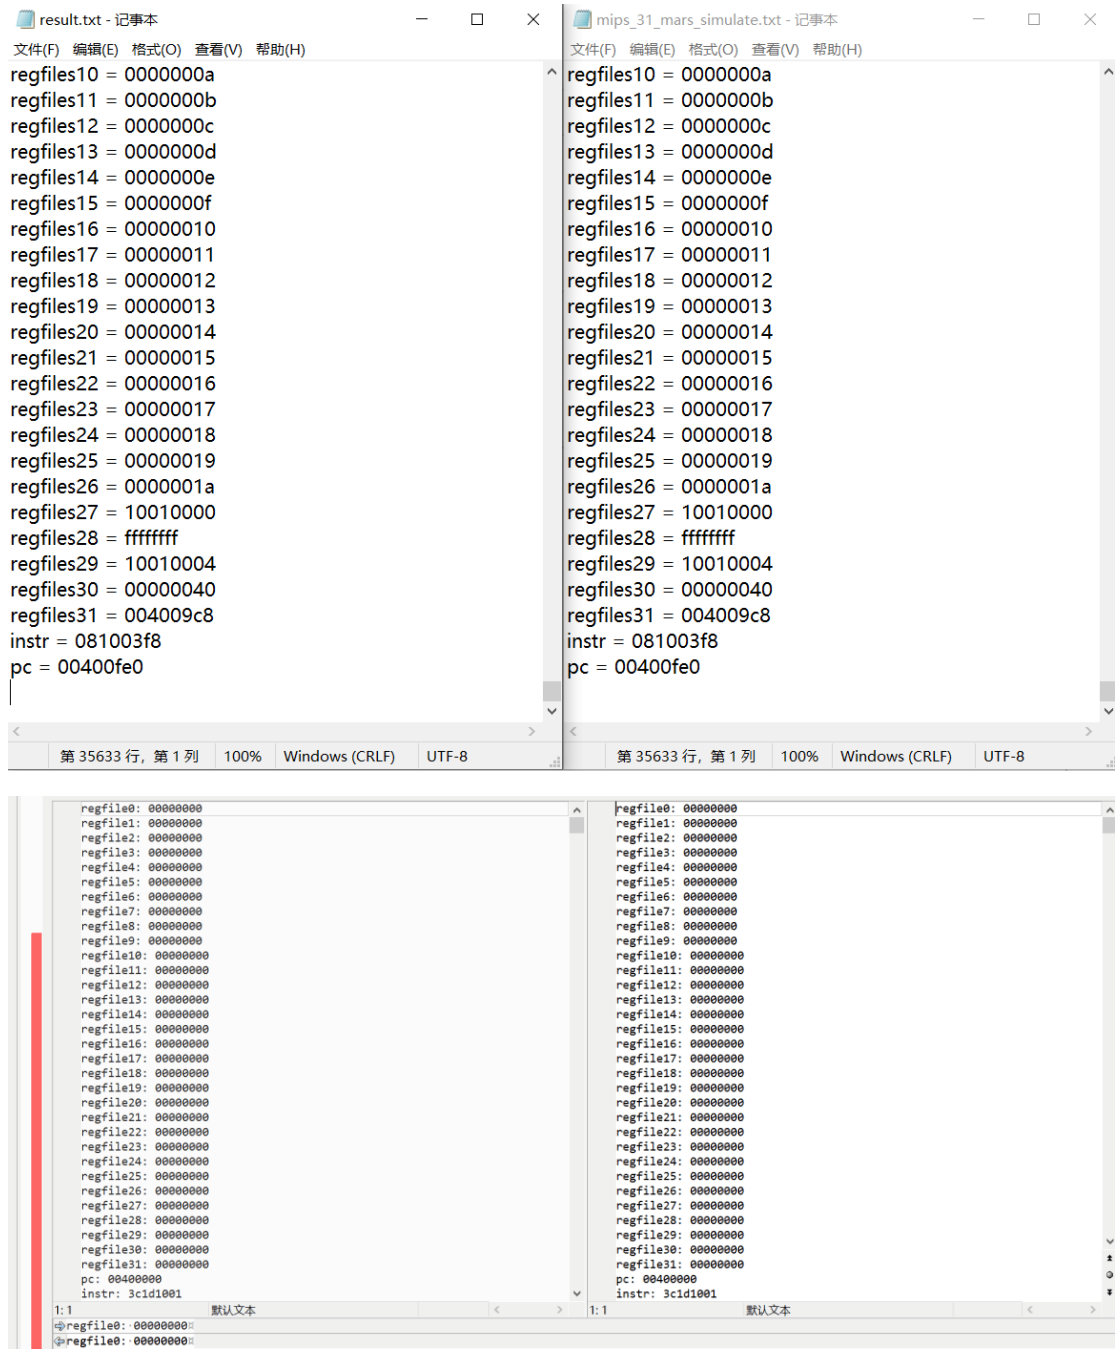 result.txt - 记事本
文件(F) 编辑(E) 格式(O) 查看(V) 帮助(H)
regfiles10 = 0000000a
regfiles11 = 0000000b
regfiles12 = 0000000c
regfiles13 = 0000000d
regfiles14 = 0000000e
regfiles15 = 0000000f
regfiles16 = 00000010
regfiles17 = 00000011
regfiles18 = 00000012
regfiles19 = 00000013
regfiles20 = 00000014
regfiles21 = 00000015
regfiles22 = 00000016
regfiles23 = 00000017
regfiles24 = 00000018
regfiles25 = 00000019
regfiles26 = 0000001a
regfiles27 = 10010000
regfiles28 = ffffffff
regfiles29 = 10010004
regfiles30 = 00000040
regfiles31 = 004009c8
instr = 081003f8
pc = 00400fe0
第 35633 行，第 1 列 100% Windows (CRLF) UTF-8
mips_31_mars_simulate.txt - 记事本
文件(F) 编辑(E) 格式(O) 查看(V) 帮助(H)
regfiles10 = 0000000a
regfiles11 = 0000000b
regfiles12 = 0000000c
regfiles13 = 0000000d
regfiles14 = 0000000e
regfiles15 = 0000000f
regfiles16 = 00000010
regfiles17 = 00000011
regfiles18 = 00000012
regfiles19 = 00000013
regfiles20 = 00000014
regfiles21 = 00000015
regfiles22 = 00000016
regfiles23 = 00000017
regfiles24 = 00000018
regfiles25 = 00000019
regfiles26 = 0000001a
regfiles27 = 10010000
regfiles28 = ffffffff
regfiles29 = 10010004
regfiles30 = 00000040
regfiles31 = 004009c8
instr = 081003f8
pc = 00400fe0
第 35633 行，第 1 列 100% Windows (CRLF) UTF-8
regfile0: 00000000
regfile1: 00000000
regfile2: 00000000
regfile3: 00000000
regfile4: 00000000
regfile5: 00000000
regfile6: 00000000
regfile7: 00000000
regfile8: 00000000
regfile9: 00000000
regfile10: 00000000
regfile11: 00000000
regfile12: 00000000
regfile13: 00000000
regfile14: 00000000
regfile15: 00000000
regfile16: 00000000
regfile17: 00000000
regfile18: 00000000
regfile19: 00000000
regfile20: 00000000
regfile21: 00000000
regfile22: 00000000
regfile23: 00000000
regfile24: 00000000
regfile25: 00000000
regfile26: 00000000
regfile27: 00000000
regfile28: 00000000
regfile29: 00000000
regfile30: 00000000
regfile31: 00000000
pc: 00400000
instr: 3c1d1001
1: 1 默认文本
regfile0: 00000000
regfile1: 00000000
regfile2: 00000000
regfile3: 00000000
regfile4: 00000000
regfile5: 00000000
regfile6: 00000000
regfile7: 00000000
regfile8: 00000000
regfile9: 00000000
regfile10: 00000000
regfile11: 00000000
regfile12: 00000000
regfile13: 00000000
regfile14: 00000000
regfile15: 00000000
regfile16: 00000000
regfile17: 00000000
regfile18: 00000000
regfile19: 00000000
regfile20: 00000000
regfile21: 00000000
regfile22: 00000000
regfile23: 00000000
regfile24: 00000000
regfile25: 00000000
regfile26: 00000000
regfile27: 00000000
regfile28: 00000000
regfile29: 00000000
regfile30: 00000000
regfile31: 00000000
pc: 00400000
instr: 3c1d1001
1: 1 默认文本
regfile0:·00000000¤
regfile0:·00000000¤